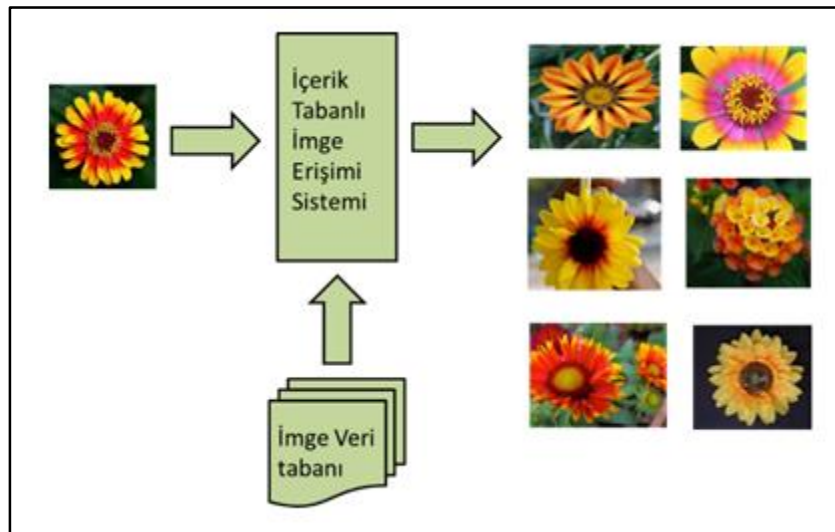 İçerik
Tabanlı
İmge
Erişimi
Sistemi
İmge Veri
tabanı